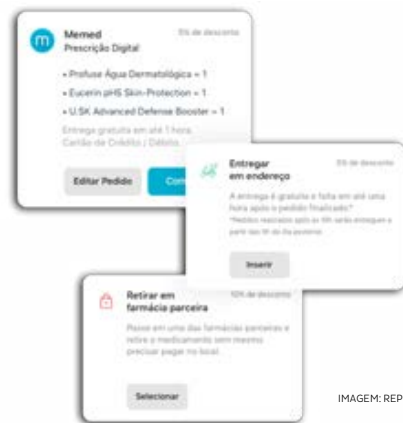 m
Memed
5% de desconto
Prescrição Digital
• Profuse Água Dermatológica - 1
• Eucerin pH5 Skin-Protection - 1
• U.SK Advanced Defense Booster - 1
Entrega gratuita em até 1 hora.
Cartão de Crédito / Débito.
Editar Pedido
Com
Entregar
em endereço
5% de desconto
A entrega é gratuita e feita em até uma
hora após o pedido finalizado.*
*Pedidos realizados após as serão entregues a
partir das do dia posterior.
Inserir
Retirar em
farmácia parceira
10% de desconto
Passe em uma das farmácias parceiras e
retire o medicamento sem mesmo
precisar pagar no local.
Selecionar
IMAGEM: REP